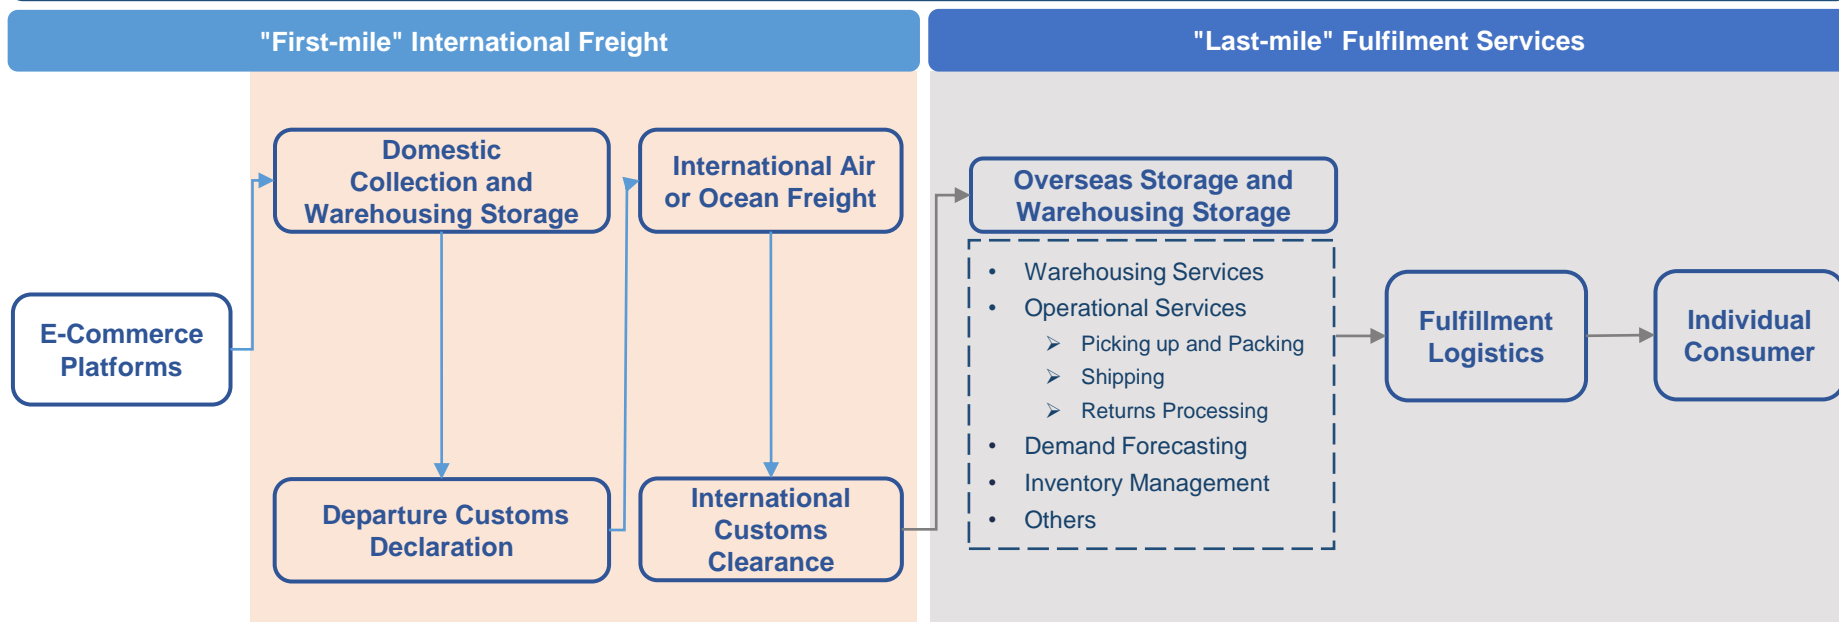 "First-mile" International Freight
"Last-mile" Fulfilment Services
E-Commerce
Platforms
Domestic
Collection and
Warehousing Storage
Departure Customs
Declaration
International Air
or Ocean Freight
International
Customs
Clearance
Overseas Storage and
Warehousing Storage
• Warehousing Services
• Operational Services
➢ Picking up and Packing
➢ Shipping
➢ Returns Processing
• Demand Forecasting
• Inventory Management
• Others
Fulfillment
Logistics
Individual
Consumer